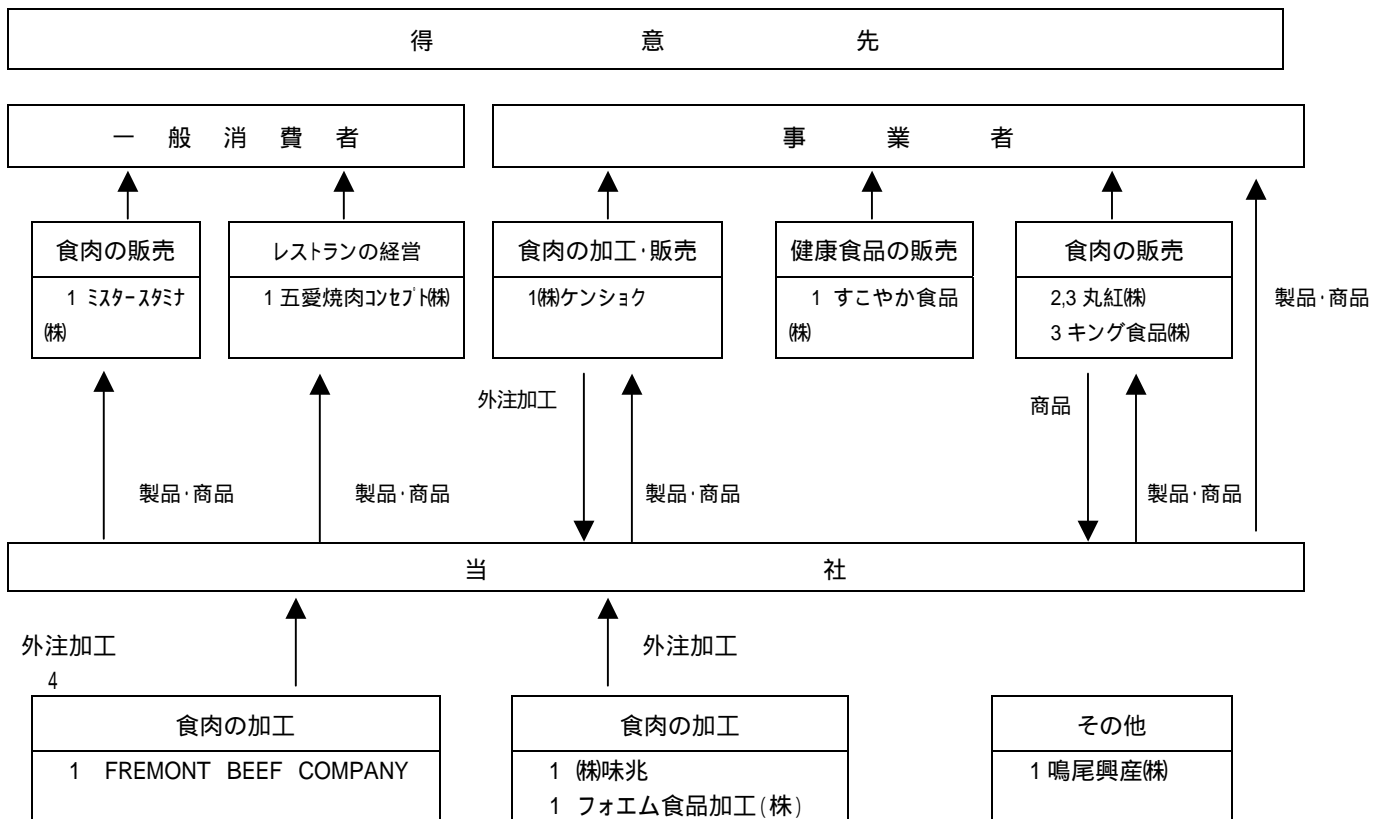 得意先
一般消費者
事業者
食肉の販売
1 ミスタースタミナ
㈱
レストランの経営
1 五愛焼肉コンセプト㈱
食肉の加工・販売
1㈱ケンショク
健康食品の販売
1 すこやか食品
㈱
食肉の販売
2,3 丸紅㈱
3 キング食品㈱
製品・商品
外注加工
商品
製品・商品
製品・商品
製品・商品
製品・商品
当社
外注加工
4
外注加工
食肉の加工
1 FREMONT BEEF COMPANY
食肉の加工
1 ㈱味兆
1 フォエム食品加工(株)
その他
1 鳴尾興産㈱